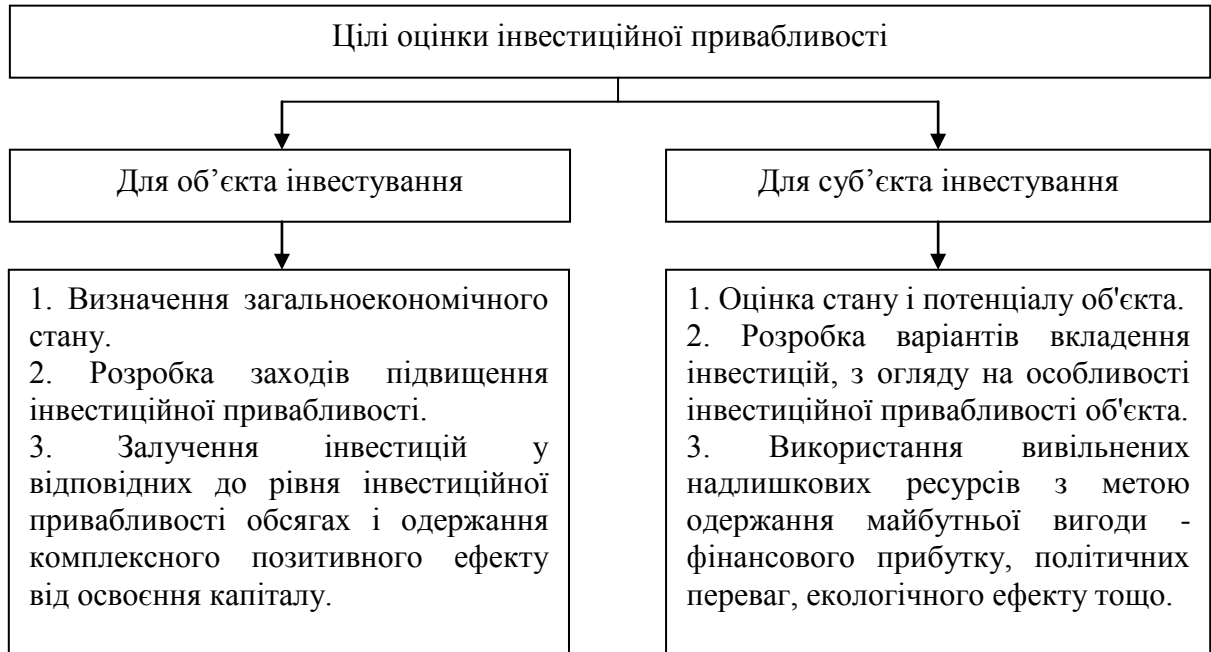 Цілі оцінки інвестиційної привабливості
Для об’єкта інвестування
Для суб’єкта інвестування
1. Визначення загальноекономічного
стану.
2. Розробка заходів підвищення
інвестиційної привабливості.
3. Залучення інвестицій у
відповідних до рівня інвестиційної
привабливості обсягах і одержання
комплексного позитивного ефекту
від освоєння капіталу.
1. Оцінка стану і потенціалу об'єкта.
2. Розробка варіантів вкладення
інвестицій, з огляду на особливості
інвестиційної привабливості об'єкта.
3. Використання вивільнених
надлишкових ресурсів з метою
одержання майбутньої вигоди -
фінансового прибутку, політичних
переваг, екологічного ефекту тощо.